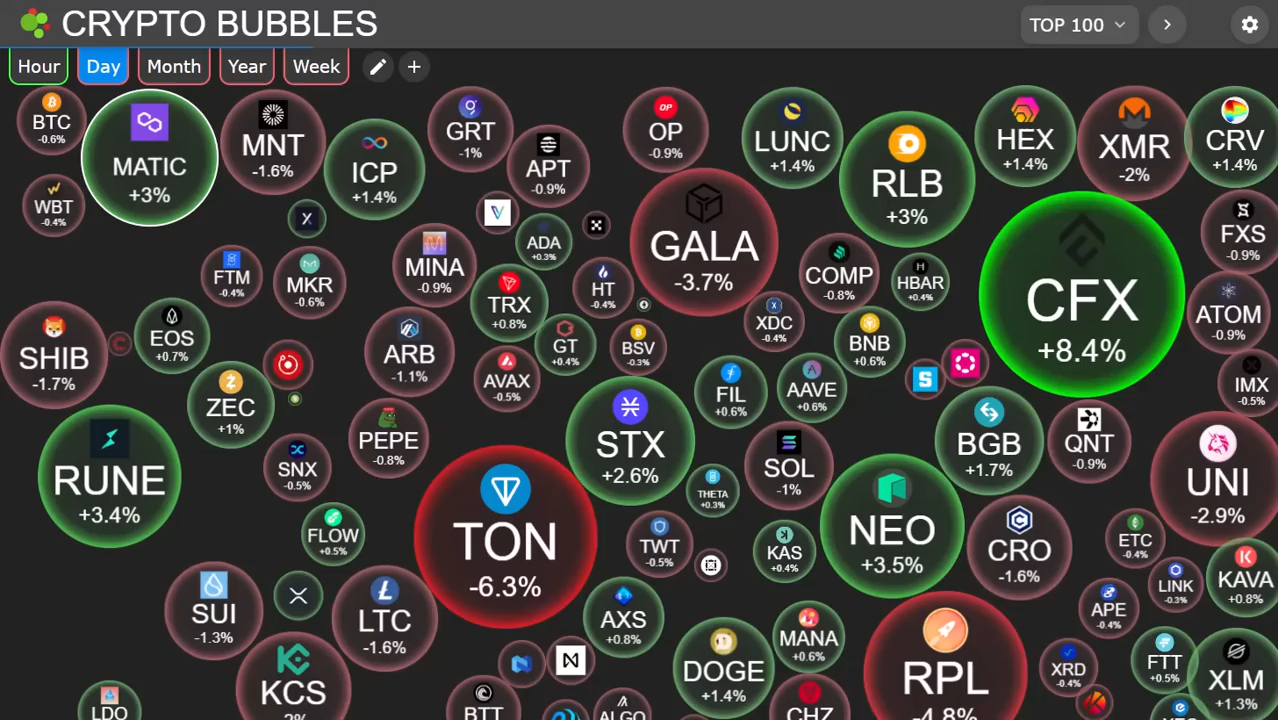 CRYPTO BUBBLES
TOP 100
Hour
Day
Month
Year
Week
BTC
-0.6%
MATIC
+3%
MNT
-1.6%
ICP
+1.4%
GRT
-1%
APT
-0.9%
OP
OP
-0.9%
LUNC
+1.4%
RLB
+3%
HEX
+1.4%
XMR
-2%
CRV
+1.4%
WBT
-0.4%
FTM
-0.4%
MKR
-0.6%
MINA
-0.9%
ADA
+0.3%
TRX
+0.8%
HT
-0.4%
GALA
-3.7%
COMP
-0.8%
HBAR
+0.4%
CFX
+8.4%
FXS
-0.9%
ATOM
-0.9%
SHIB
-1.7%
EOS
+0.7%
ARB
-1.1%
GT
+0.4%
BSV
-0.3%
XDC
-0.4%
BNB
+0.6%
AVAX
-0.5%
FIL
+0.6%
AAVE
+0.6%
IMX
-0.5%
ZEC
+1%
PEPE
-0.8%
STX
+2.6%
SOL
-1%
BGB
+1.7%
QNT
-0.9%
RUNE
+3.4%
SNX
-0.5%
THETA
+0.3%
UNI
-2.9%
FLOW
+0.5%
TON
-6.3%
TWT
-0.5%
KAS
+0.4%
NEO
+3.5%
CRO
-1.6%
ETC
-0.4%
LINK
-0.3%
KAVA
+0.8%
SUI
-1.3%
LTC
-1.6%
AXS
+0.8%
MANA
+0.6%
APE
-0.4%
KCS
-2%
DOGE
+1.4%
RPL
-4.8%
XRD
-0.4%
FTT
+0.5%
XLM
+1.3%
LDO
BTT
ALGO
CHZ